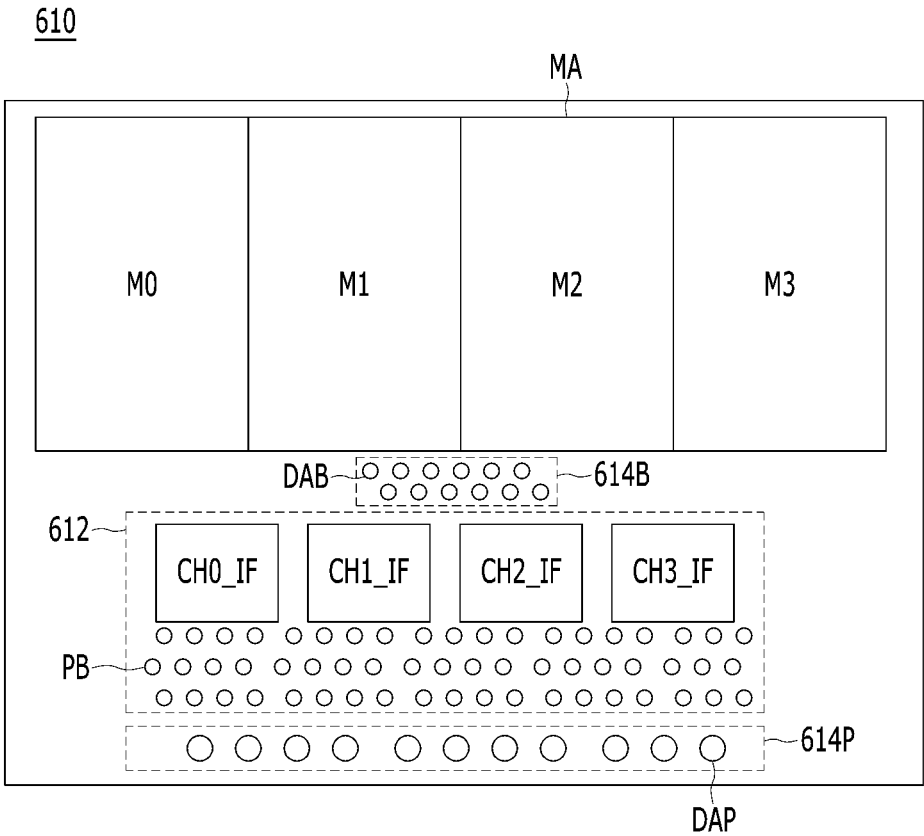 610
MA
M0
M1
M2
M3
DAB
614B
612
CH0_IF
CH1_IF
CH2_IF
CH3_IF
PB
614P
DAP